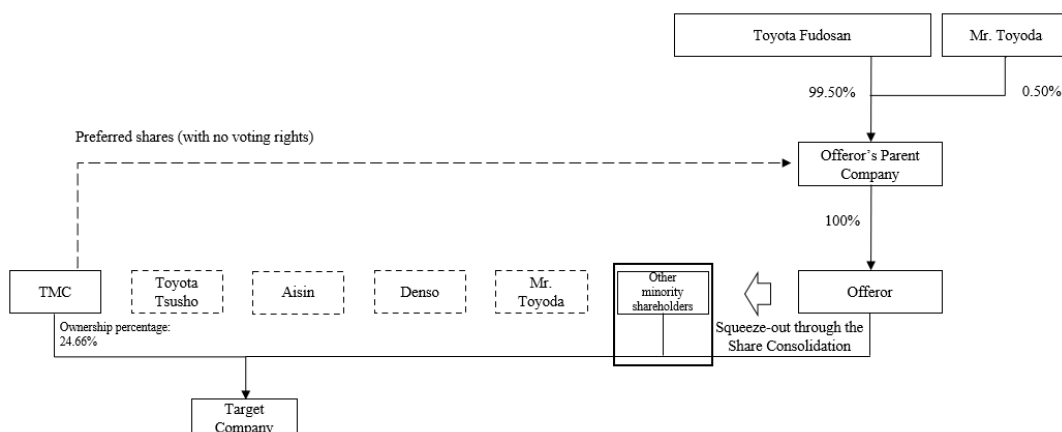 Toyota Fudosan
Mr. Toyoda
99.50%
0.50%
Preferred shares (with no voting rights)
Offeror's Parent
Company
100%
TMC
Toyota
Tsusho
Aisin
Denso
Mr.
Toyoda
Other
minority
shareholders
Offeror
Ownership percentage:
24.66%
Squeeze-out through the
Share Consolidation
Target
Company